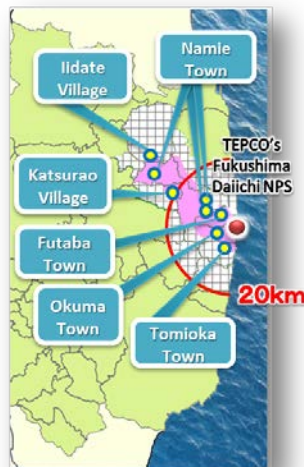 Iidate
Village
Namie
Town
TEPCO's
Fukushima
Daiichi NPS
Katsurao
Village
Futaba
Town
Okuma
Town
20km
Tomioka
Town